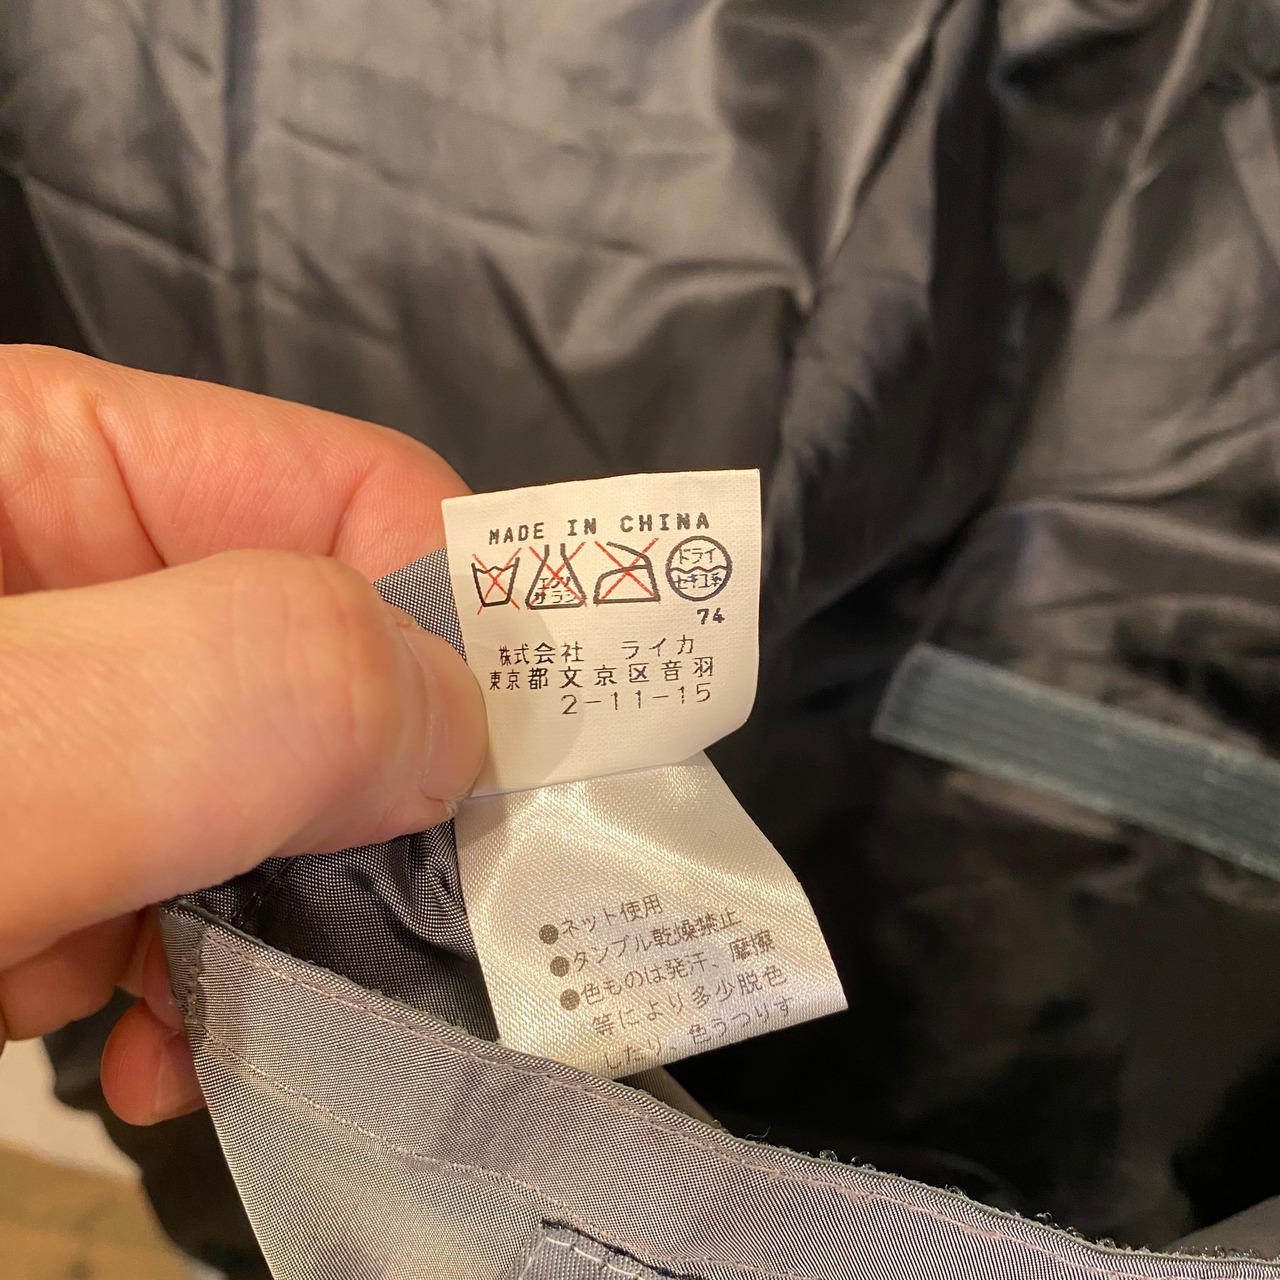 MADE IN CHINA
エンソ
サラシ
ドライ
セキユ系
74
株式会社 ライカ
東京都文京区音羽
2-11-15
●ネット使用
●タンブル乾燥禁止
●色ものは発汗、摩擦
等により多少脱色
したり、色うつりす